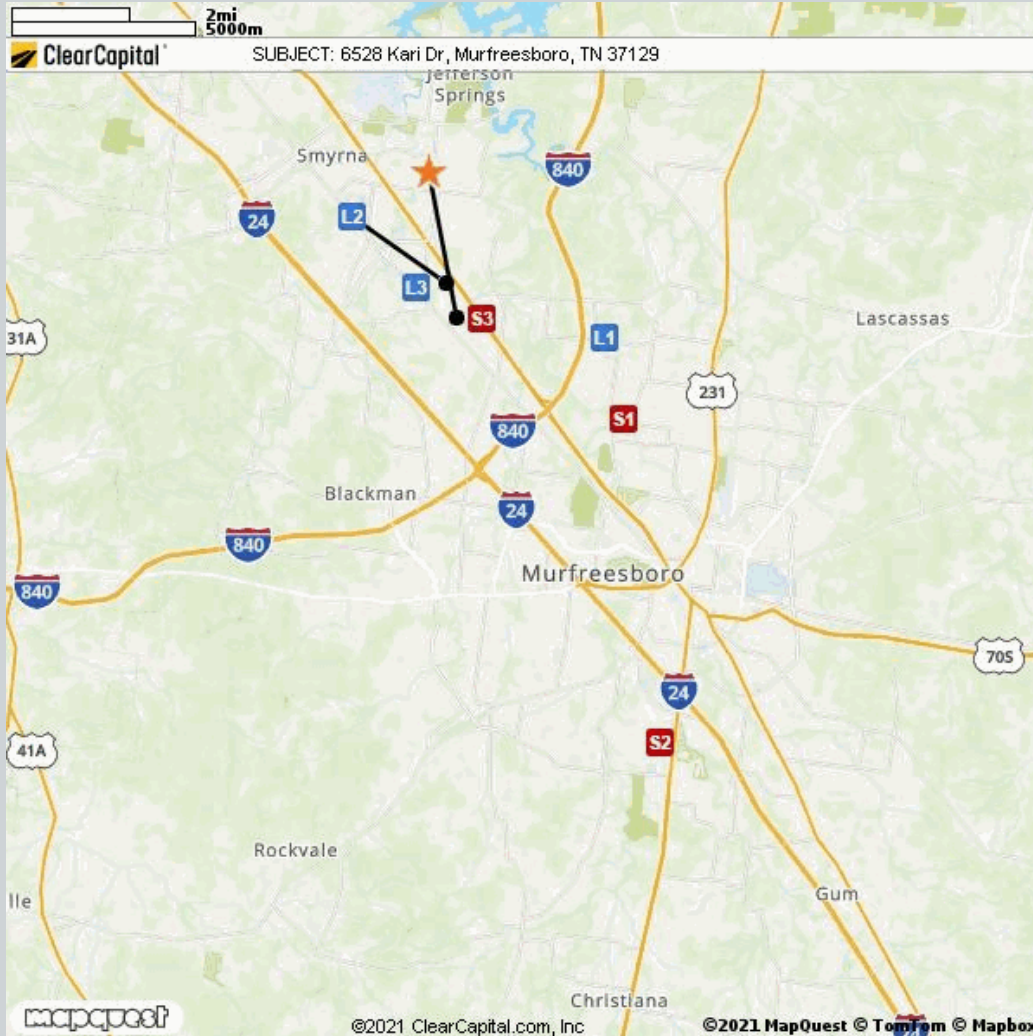 2mi
5000m
ClearCapital
SUBJECT: 6528 Kari Dr, Murfreesboro, TN 37129
Jefferson
Springs
Smyrna
840
24
L2
L3
S3
31A
L1
Lascassas
231
S1
840
Blackman
24
840
Murfreesboro
840
70S
24
S2
41A
Rockvale
lle
Gum
Christiana
24
mapquest
©2021 ClearCapital.com, Inc
©2021 MapQuest © TomTom © Mapbo